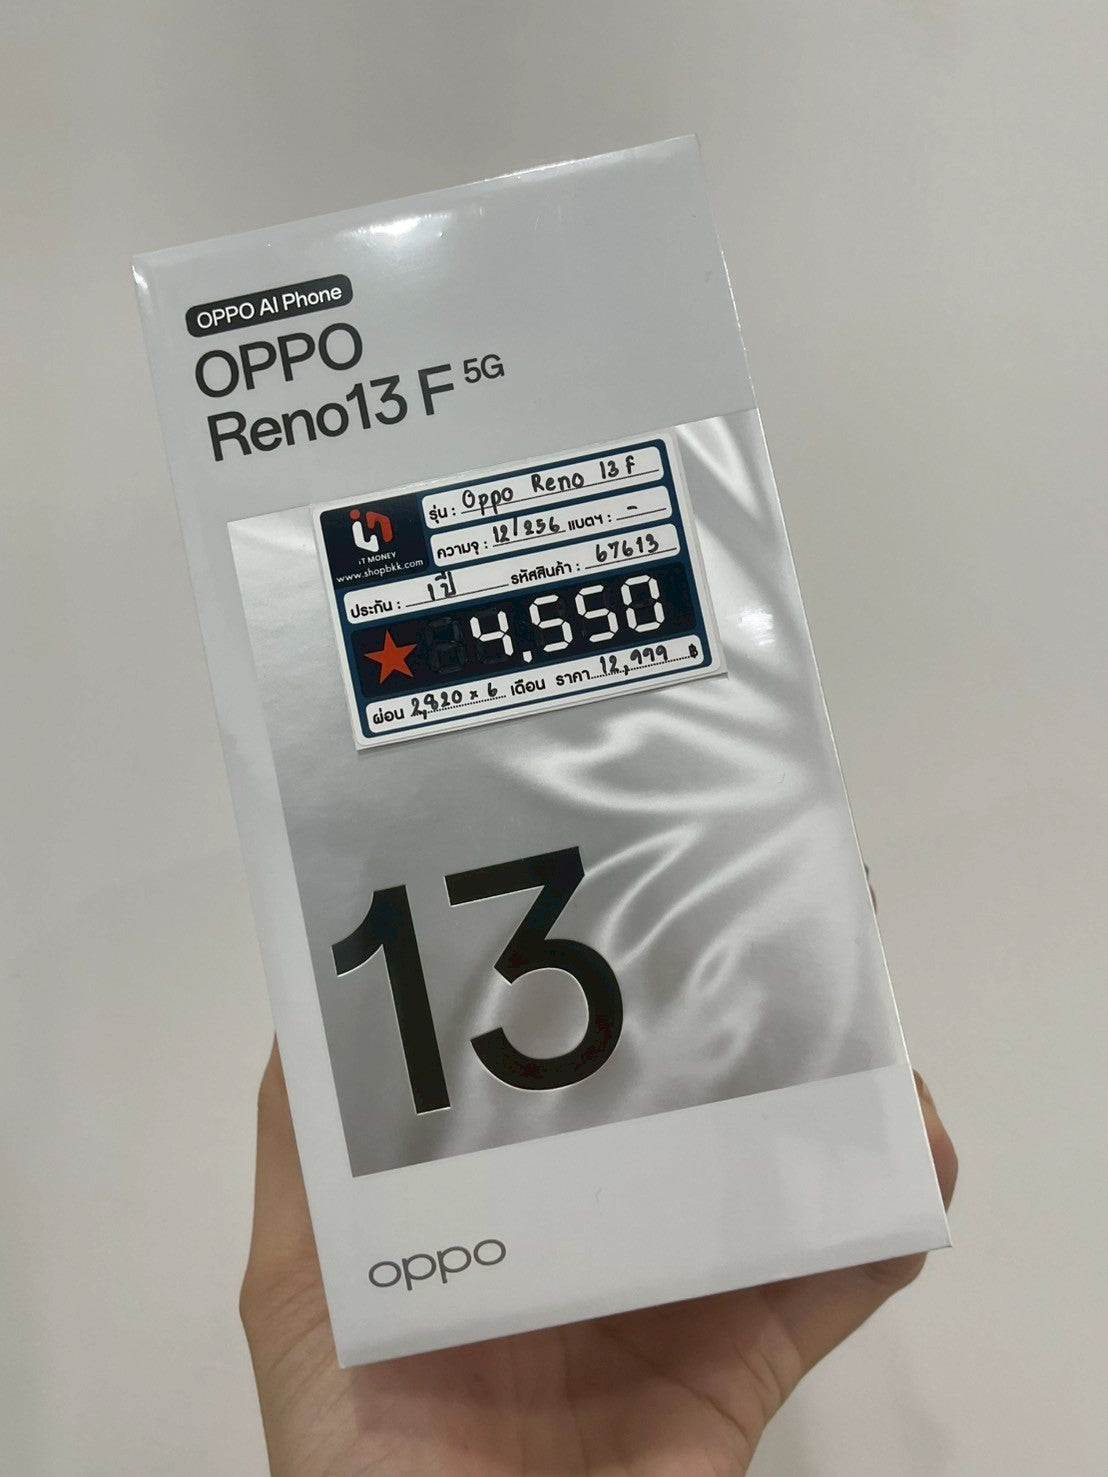 OPPO AI Phone
OPPO
Reno13 F 5G
iT MONEY
www.shopbkk.com
รุ่น : Oppo Reno 13 F
ความจุ : 12/256 แบตฯ : -
ประกัน : 1 ปี รหัสสินค้า : 67613
4,550
ผ่อน 2,820 x 6 เดือน ราคา 12,999 ฿
13
oppo